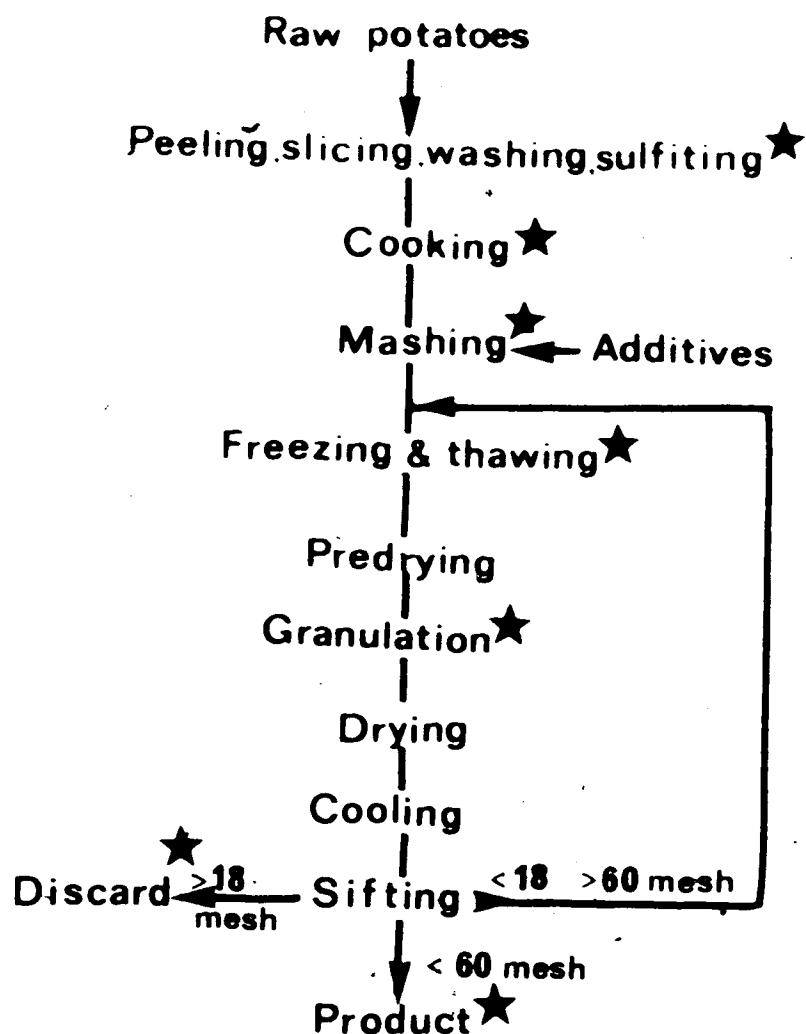 Raw potatoes
Peeling, slicing, washing, sulfiting ★
Cooking ★
Mashing ★ Additives
Freezing & thawing ★
Predrying
Granulation ★
Drying
Cooling
Discard ★ >18 mesh Sifting <18 >60 mesh
< 60 mesh
Product ★